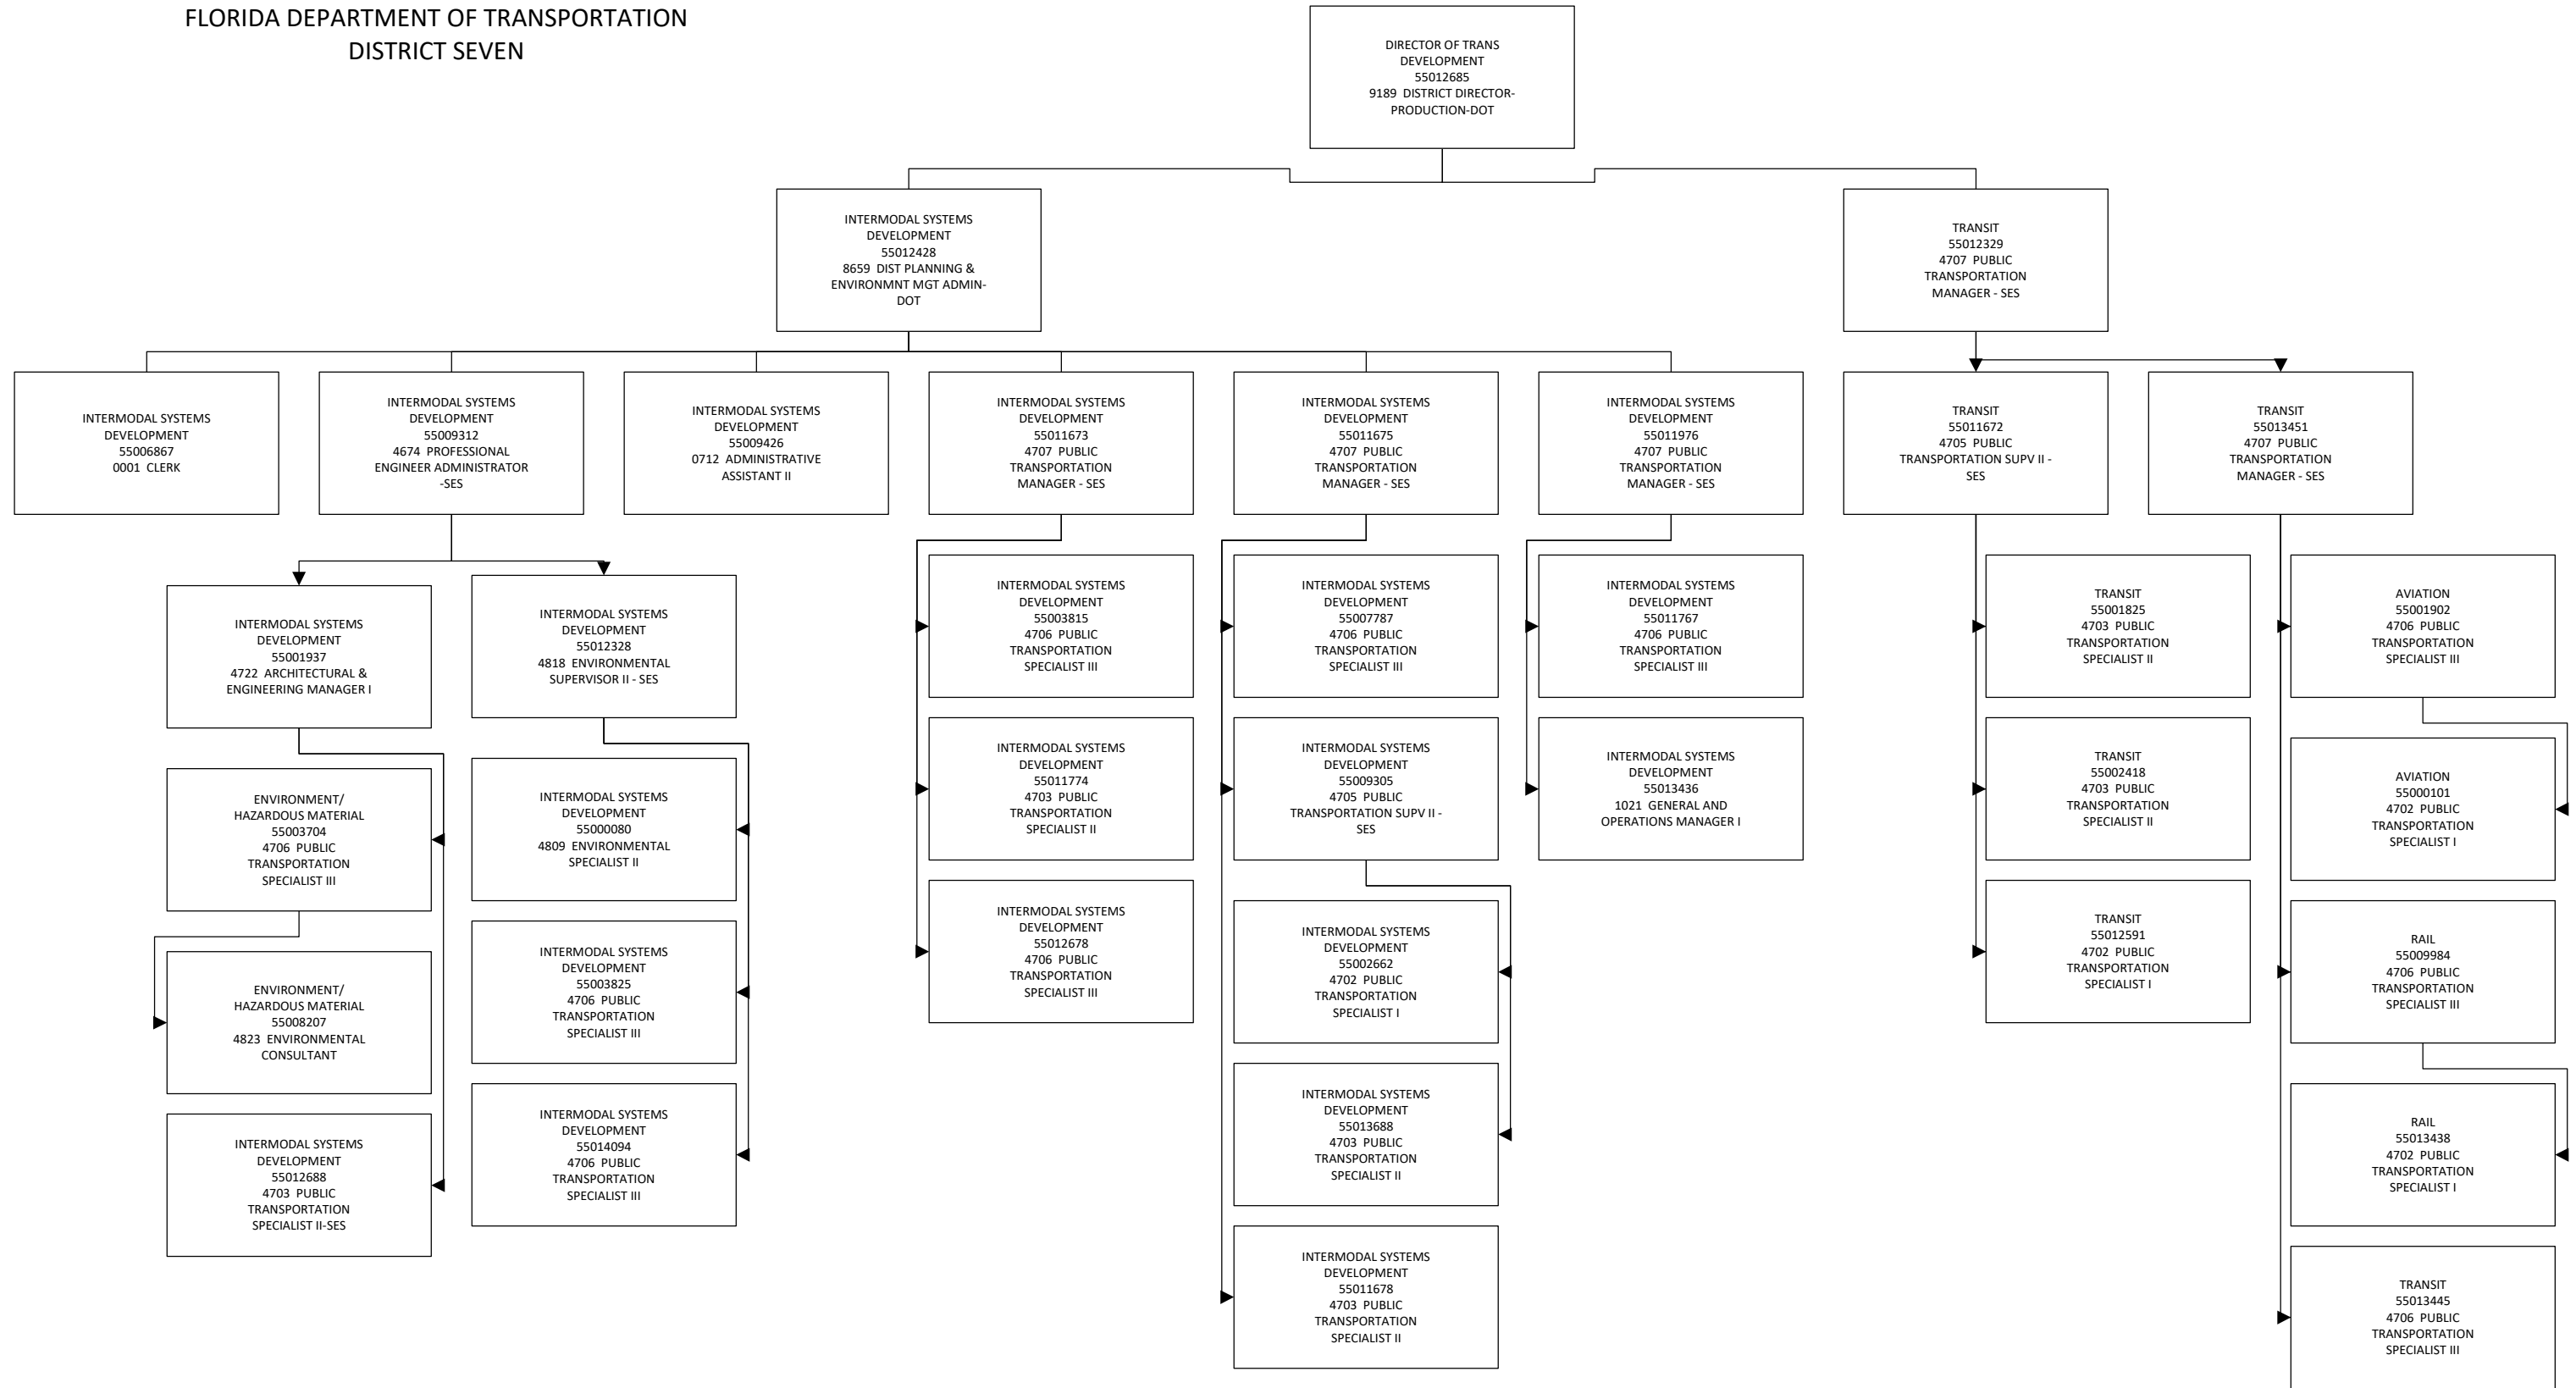 FLORIDA DEPARTMENT OF TRANSPORTATION
DISTRICT SEVEN
DIRECTOR OF TRANS
DEVELOPMENT
55012685
9189 DISTRICT DIRECTOR-
PRODUCTION-DOT
INTERMODAL SYSTEMS
DEVELOPMENT
55012428
8659 DIST PLANNING &
ENVIRONMNT MGT ADMIN-
DOT
TRANSIT
55012329
4707 PUBLIC
TRANSPORTATION
MANAGER - SES
INTERMODAL SYSTEMS
DEVELOPMENT
55006867
0001 CLERK
INTERMODAL SYSTEMS
DEVELOPMENT
55009312
4674 PROFESSIONAL
ENGINEER ADMINISTRATOR
-SES
INTERMODAL SYSTEMS
DEVELOPMENT
55009426
0712 ADMINISTRATIVE
ASSISTANT II
INTERMODAL SYSTEMS
DEVELOPMENT
55011673
4707 PUBLIC
TRANSPORTATION
MANAGER - SES
INTERMODAL SYSTEMS
DEVELOPMENT
55011675
4707 PUBLIC
TRANSPORTATION
MANAGER - SES
INTERMODAL SYSTEMS
DEVELOPMENT
55011976
4707 PUBLIC
TRANSPORTATION
MANAGER - SES
TRANSIT
55011672
4705 PUBLIC
TRANSPORTATION SUPV II -
SES
TRANSIT
55013451
4707 PUBLIC
TRANSPORTATION
MANAGER - SES
INTERMODAL SYSTEMS
DEVELOPMENT
55001937
4722 ARCHITECTURAL &
ENGINEERING MANAGER I
ENVIRONMENT/
HAZARDOUS MATERIAL
55003704
4706 PUBLIC
TRANSPORTATION
SPECIALIST III
ENVIRONMENT/
HAZARDOUS MATERIAL
55008207
4823 ENVIRONMENTAL
CONSULTANT
INTERMODAL SYSTEMS
DEVELOPMENT
55012688
4703 PUBLIC
TRANSPORTATION
SPECIALIST II-SES
INTERMODAL SYSTEMS
DEVELOPMENT
55012328
4818 ENVIRONMENTAL
SUPERVISOR II - SES
INTERMODAL SYSTEMS
DEVELOPMENT
55000080
4809 ENVIRONMENTAL
SPECIALIST II
INTERMODAL SYSTEMS
DEVELOPMENT
55003825
4706 PUBLIC
TRANSPORTATION
SPECIALIST III
INTERMODAL SYSTEMS
DEVELOPMENT
55014094
4706 PUBLIC
TRANSPORTATION
SPECIALIST III
INTERMODAL SYSTEMS
DEVELOPMENT
55003815
4706 PUBLIC
TRANSPORTATION
SPECIALIST III
INTERMODAL SYSTEMS
DEVELOPMENT
55011774
4703 PUBLIC
TRANSPORTATION
SPECIALIST II
INTERMODAL SYSTEMS
DEVELOPMENT
55012678
4706 PUBLIC
TRANSPORTATION
SPECIALIST III
INTERMODAL SYSTEMS
DEVELOPMENT
55007787
4706 PUBLIC
TRANSPORTATION
SPECIALIST III
INTERMODAL SYSTEMS
DEVELOPMENT
55009305
4705 PUBLIC
TRANSPORTATION SUPV II -
SES
INTERMODAL SYSTEMS
DEVELOPMENT
55002662
4702 PUBLIC
TRANSPORTATION
SPECIALIST I
INTERMODAL SYSTEMS
DEVELOPMENT
55013688
4703 PUBLIC
TRANSPORTATION
SPECIALIST II
INTERMODAL SYSTEMS
DEVELOPMENT
55011678
4703 PUBLIC
TRANSPORTATION
SPECIALIST II
INTERMODAL SYSTEMS
DEVELOPMENT
55011767
4706 PUBLIC
TRANSPORTATION
SPECIALIST III
INTERMODAL SYSTEMS
DEVELOPMENT
55013436
1021 GENERAL AND
OPERATIONS MANAGER I
TRANSIT
55001825
4703 PUBLIC
TRANSPORTATION
SPECIALIST II
TRANSIT
55002418
4703 PUBLIC
TRANSPORTATION
SPECIALIST II
TRANSIT
55012591
4702 PUBLIC
TRANSPORTATION
SPECIALIST I
AVIATION
55001902
4706 PUBLIC
TRANSPORTATION
SPECIALIST III
AVIATION
55000101
4702 PUBLIC
TRANSPORTATION
SPECIALIST I
RAIL
55009984
4706 PUBLIC
TRANSPORTATION
SPECIALIST III
RAIL
55013438
4702 PUBLIC
TRANSPORTATION
SPECIALIST I
TRANSIT
55013445
4706 PUBLIC
TRANSPORTATION
SPECIALIST III